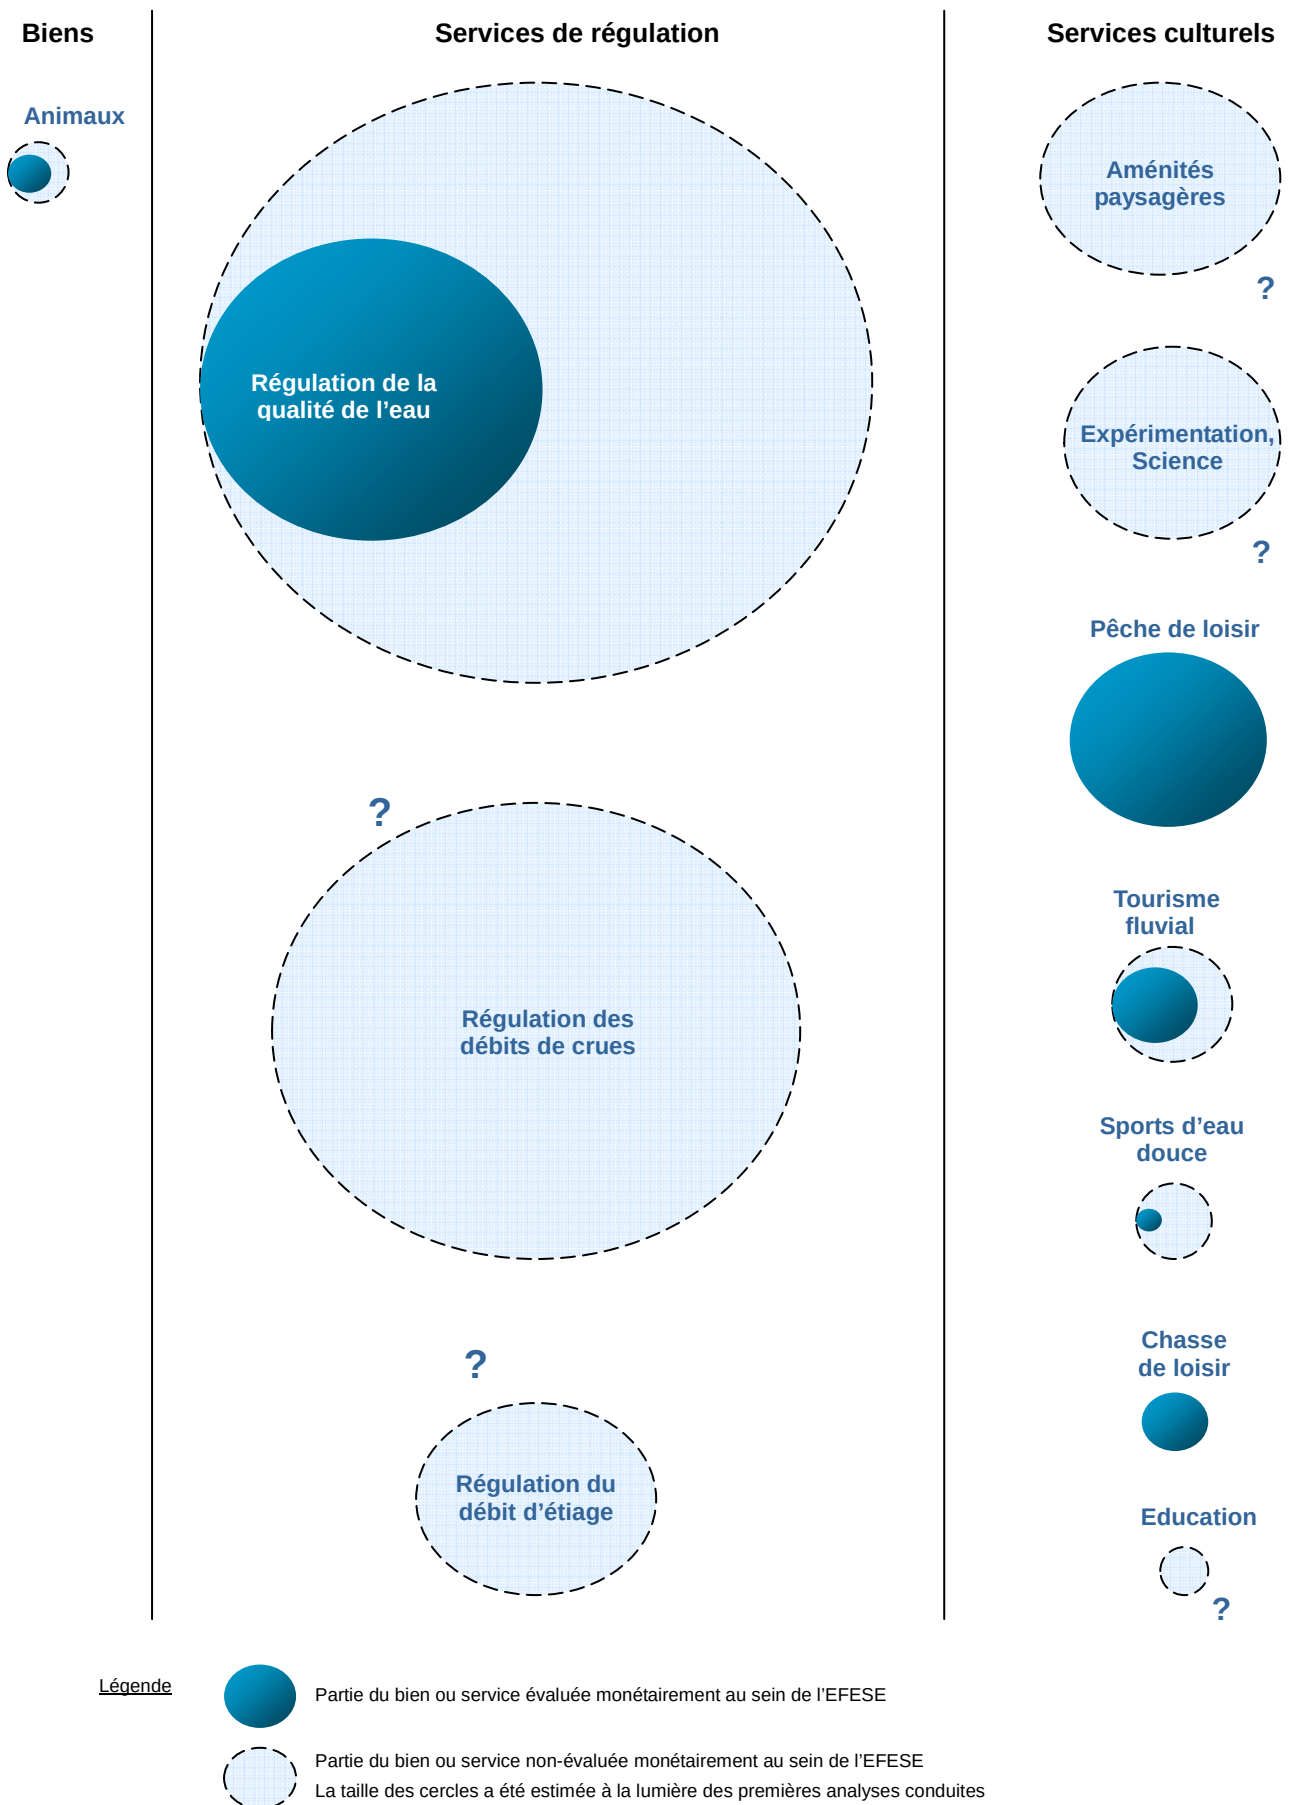 Biens
Services de régulation
Services culturels
Animaux
Régulation de la
qualité de l'eau
?
Régulation des
débits de crues
?
Régulation du
débit d'étiage
Aménités
paysagères
?
Expérimentation,
Science
?
Pêche de loisir
Tourisme
fluvial
Sports d'eau
douce
Chasse
de loisir
Education
?
Légende
Partie du bien ou service évaluée monétairement au sein de l'EFESE
Partie du bien ou service non-évaluée monétairement au sein de l'EFESE
La taille des cercles a été estimée à la lumière des premières analyses conduites